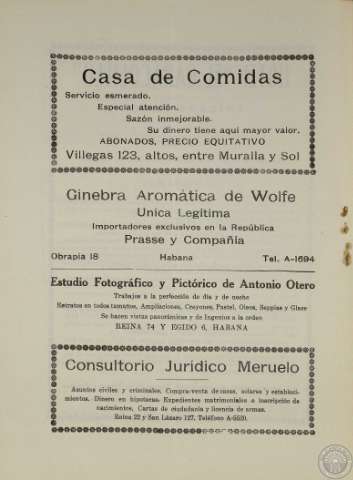 Casa de Comidas
Servicio esmerado.
Especial atención.
Sazón inmejorable.
Su dinero tiene aquí mayor valor.
ABONADOS, PRECIO EQUITATIVO
Villegas 123, altos, entre Muralla y Sol
Ginebra Aromática de Wolfe
Unica Legítima
Importadores exclusivos en la República
Prasse y Compañía
Obrapía 18 Habana Tel. A-1694
Estudio Fotográfico y Pictórico de Antonio Otero
Trabajos a la perfección de día y de noche
Retratos en todos tamaños, Ampliaciones, Crayones, Pastel, Oleos, Seppias y Glace
Se hacen vistas panorámicas y de Ingenios a la orden
REINA 74 Y EGIDO 6, HABANA
Consultorio Jurídico Meruelo
Asuntos civiles y criminales. Compra-venta de casas, solares y estableci-
mientos. Dinero en hipotecas. Expedientes matrimoniales e inscripción de
nacimientos, Cartas de ciudadanía y licencia de armas.
22 y San Lázaro 127. Teléfono A-5520.